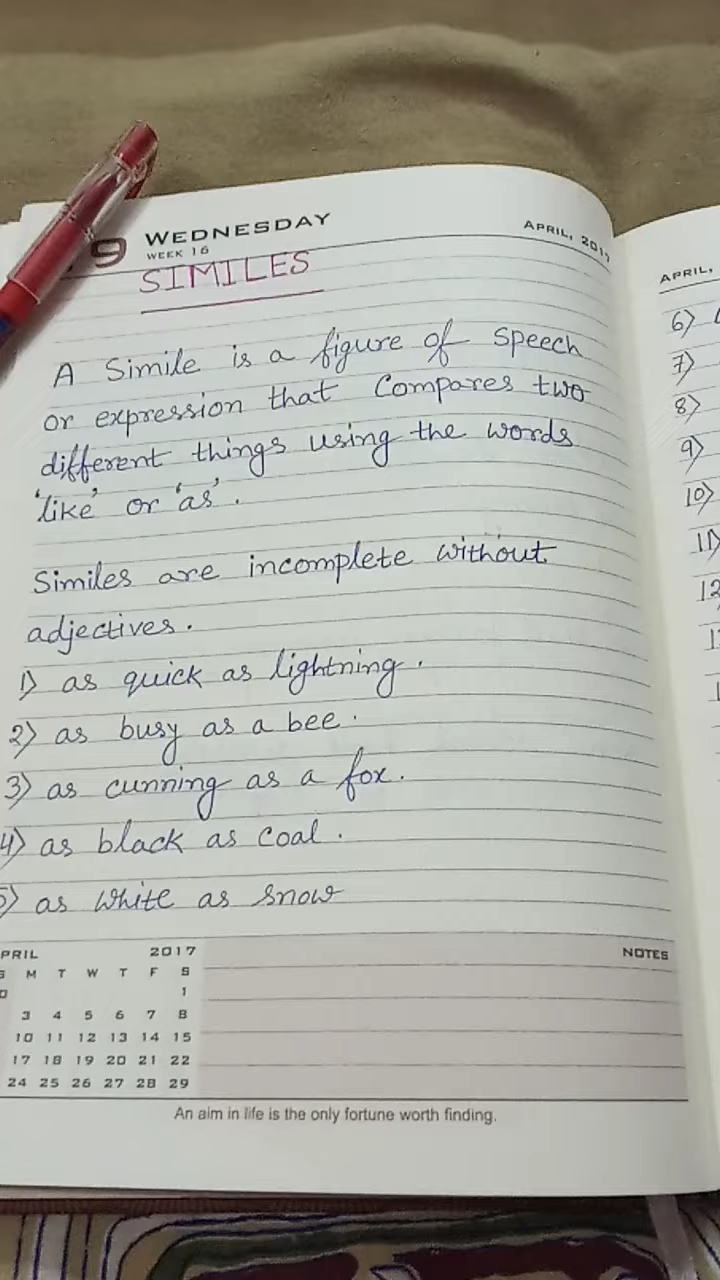 9 WEDNESDAY
WEEK 16
APRIL, 2017
SIMILES
A Simile is a figure of speech
or expression that Compares two
different things using the words
'like' or 'as'.
Similes are incomplete without
adjectives.
1) as quick as lightning.
2) as busy as a bee.
3) as cunning as a fox.
4) as black as coal.
5) as white as snow
PRIL 2017
S M T W T F S
1
3 4 5 6 7 8
10 11 12 13 14 15
17 18 19 20 21 22
24 25 26 27 28 29
NOTES
An aim in life is the only fortune worth finding.
APRIL,
6)
7)
8)
9)
10)
11)
12